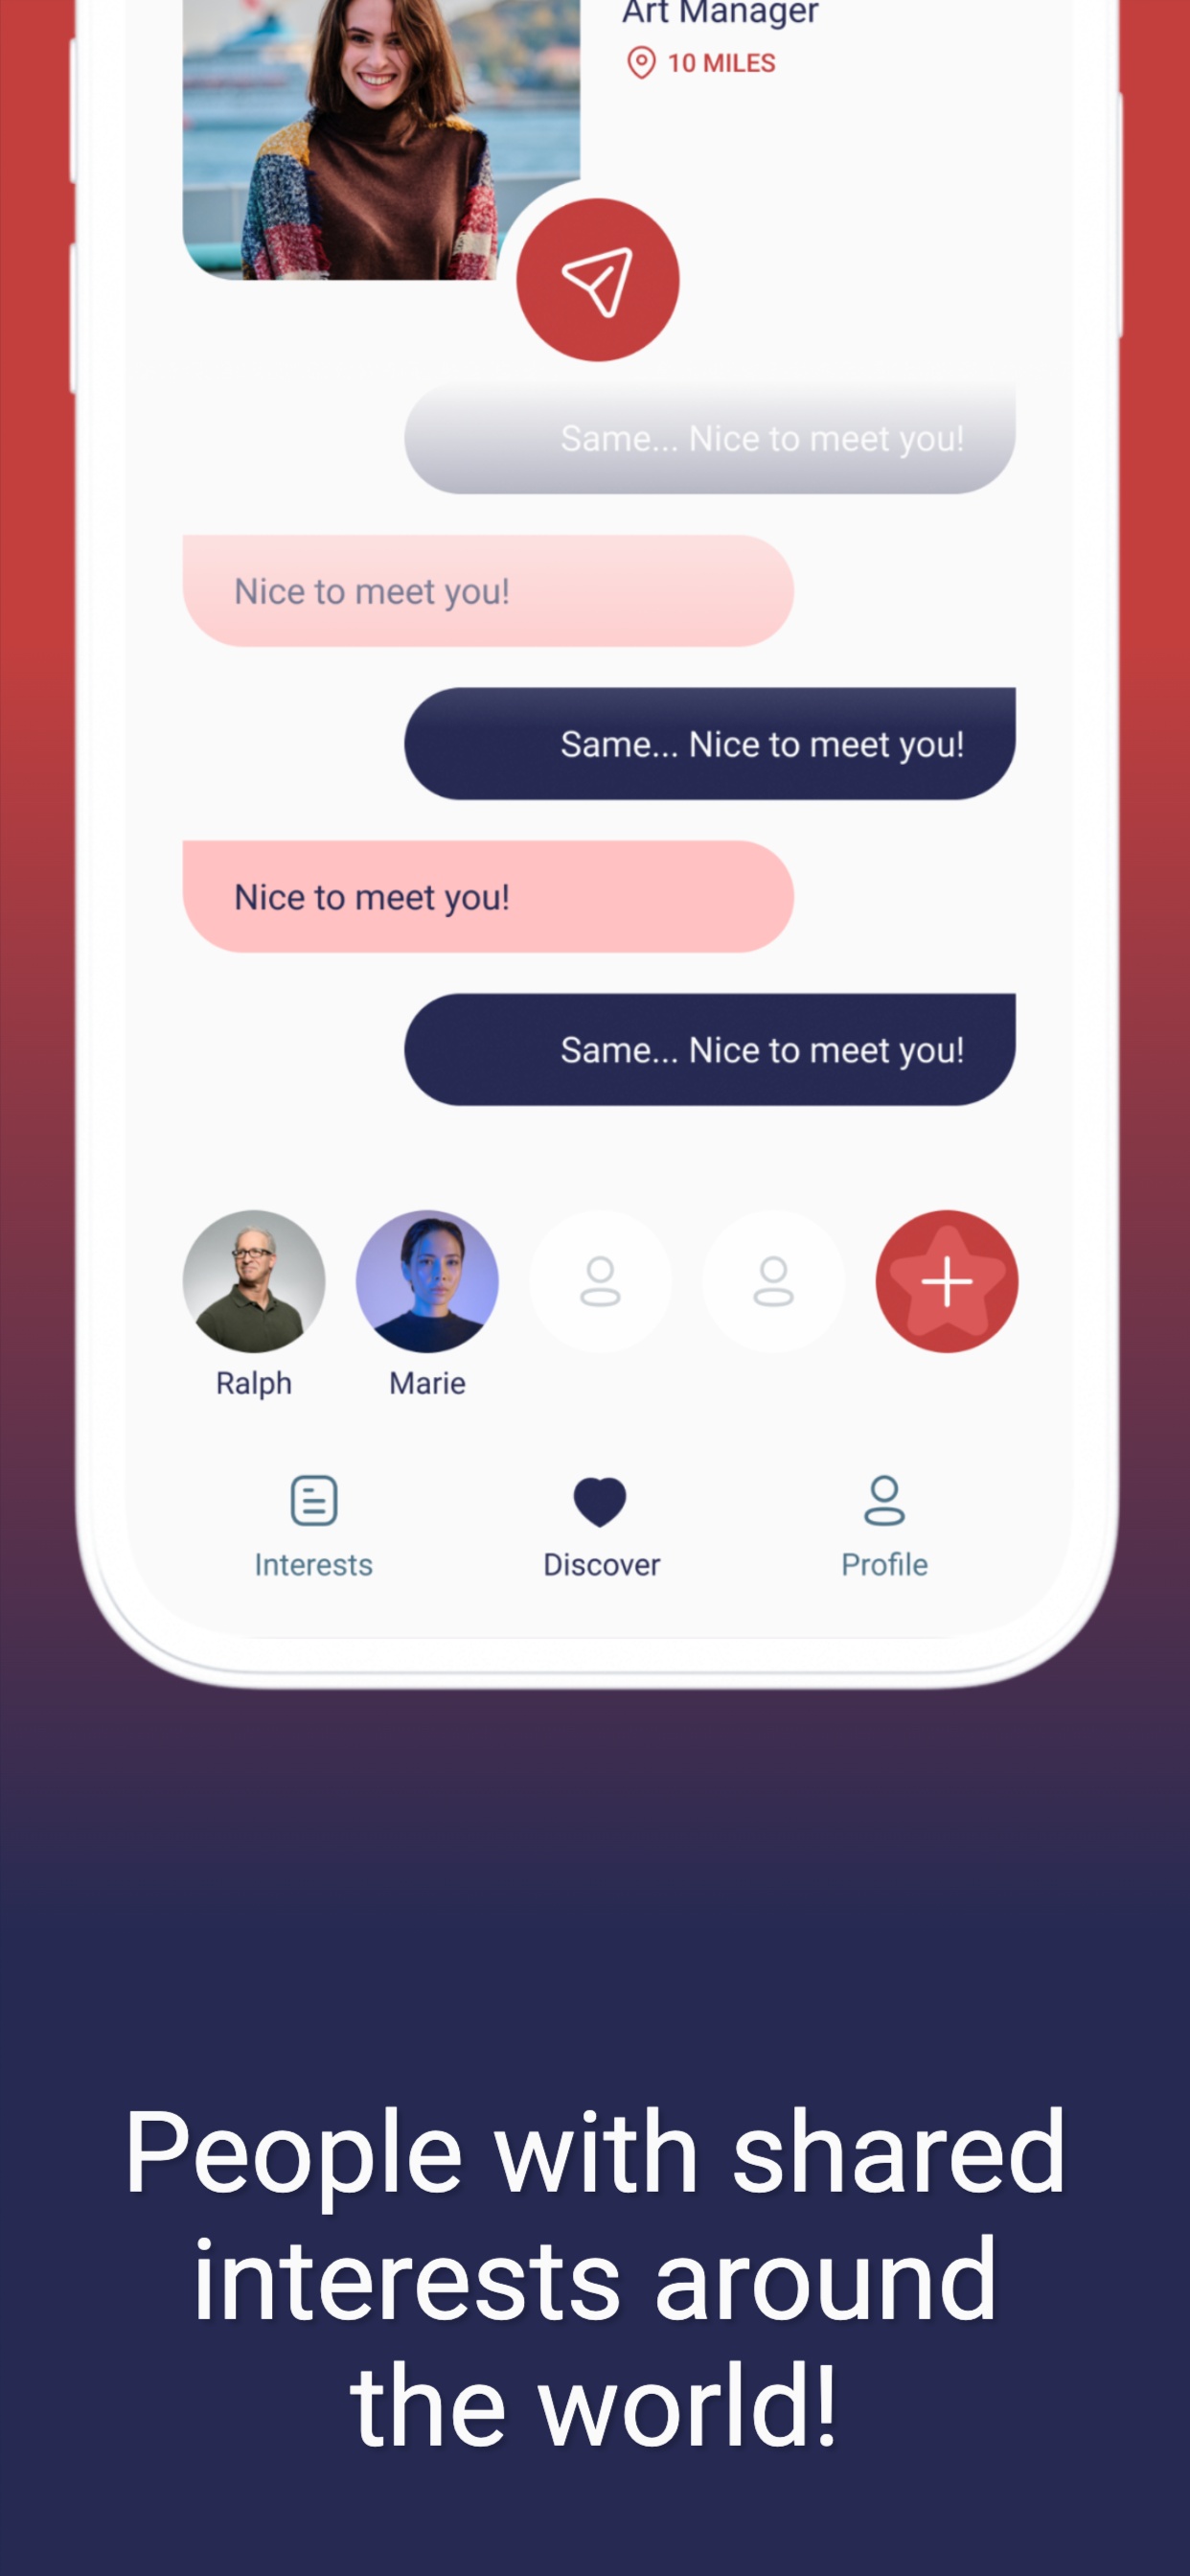 Art Manager
10 MILES
Same... Nice to meet you!
Nice to meet you!
Same... Nice to meet you!
Nice to meet you!
Same... Nice to meet you!
Ralph
Marie
Interests
Discover
Profile
People with shared
interests around
the world!